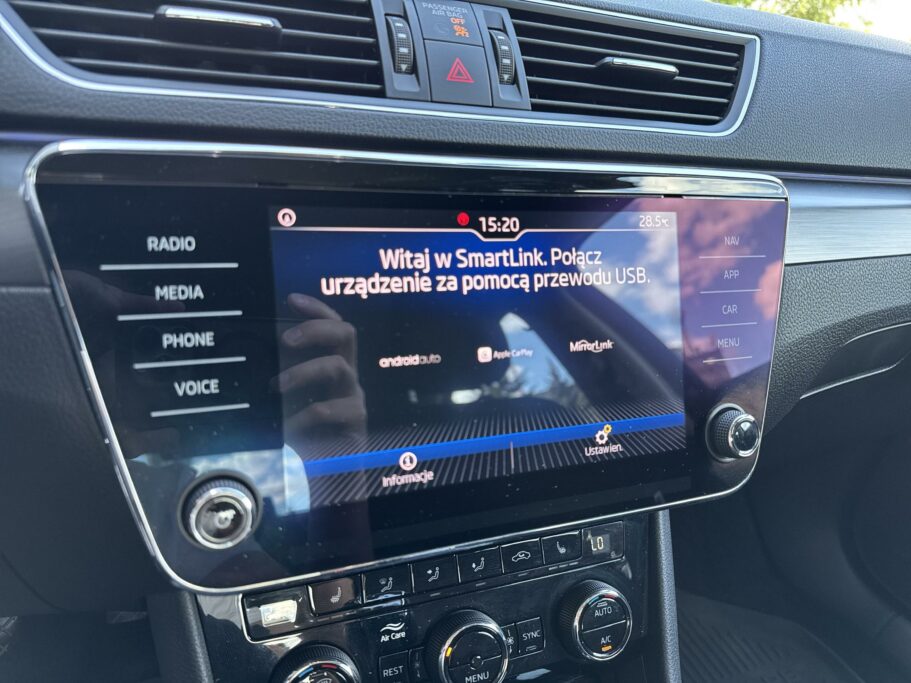 PASSENGER
AIR BAG
OFF
RADIO
MEDIA
PHONE
VOICE
15:20
28.5°C
Witaj w SmartLink. Połącz
urządzenie za pomocą przewodu USB.
androidauto
Apple CarPlay
MirrorLink
Informacje
Ustawien.
NAV
APP
CAR
MENU
Air Care
REST
MENU
SYNC
AUTO
A/C